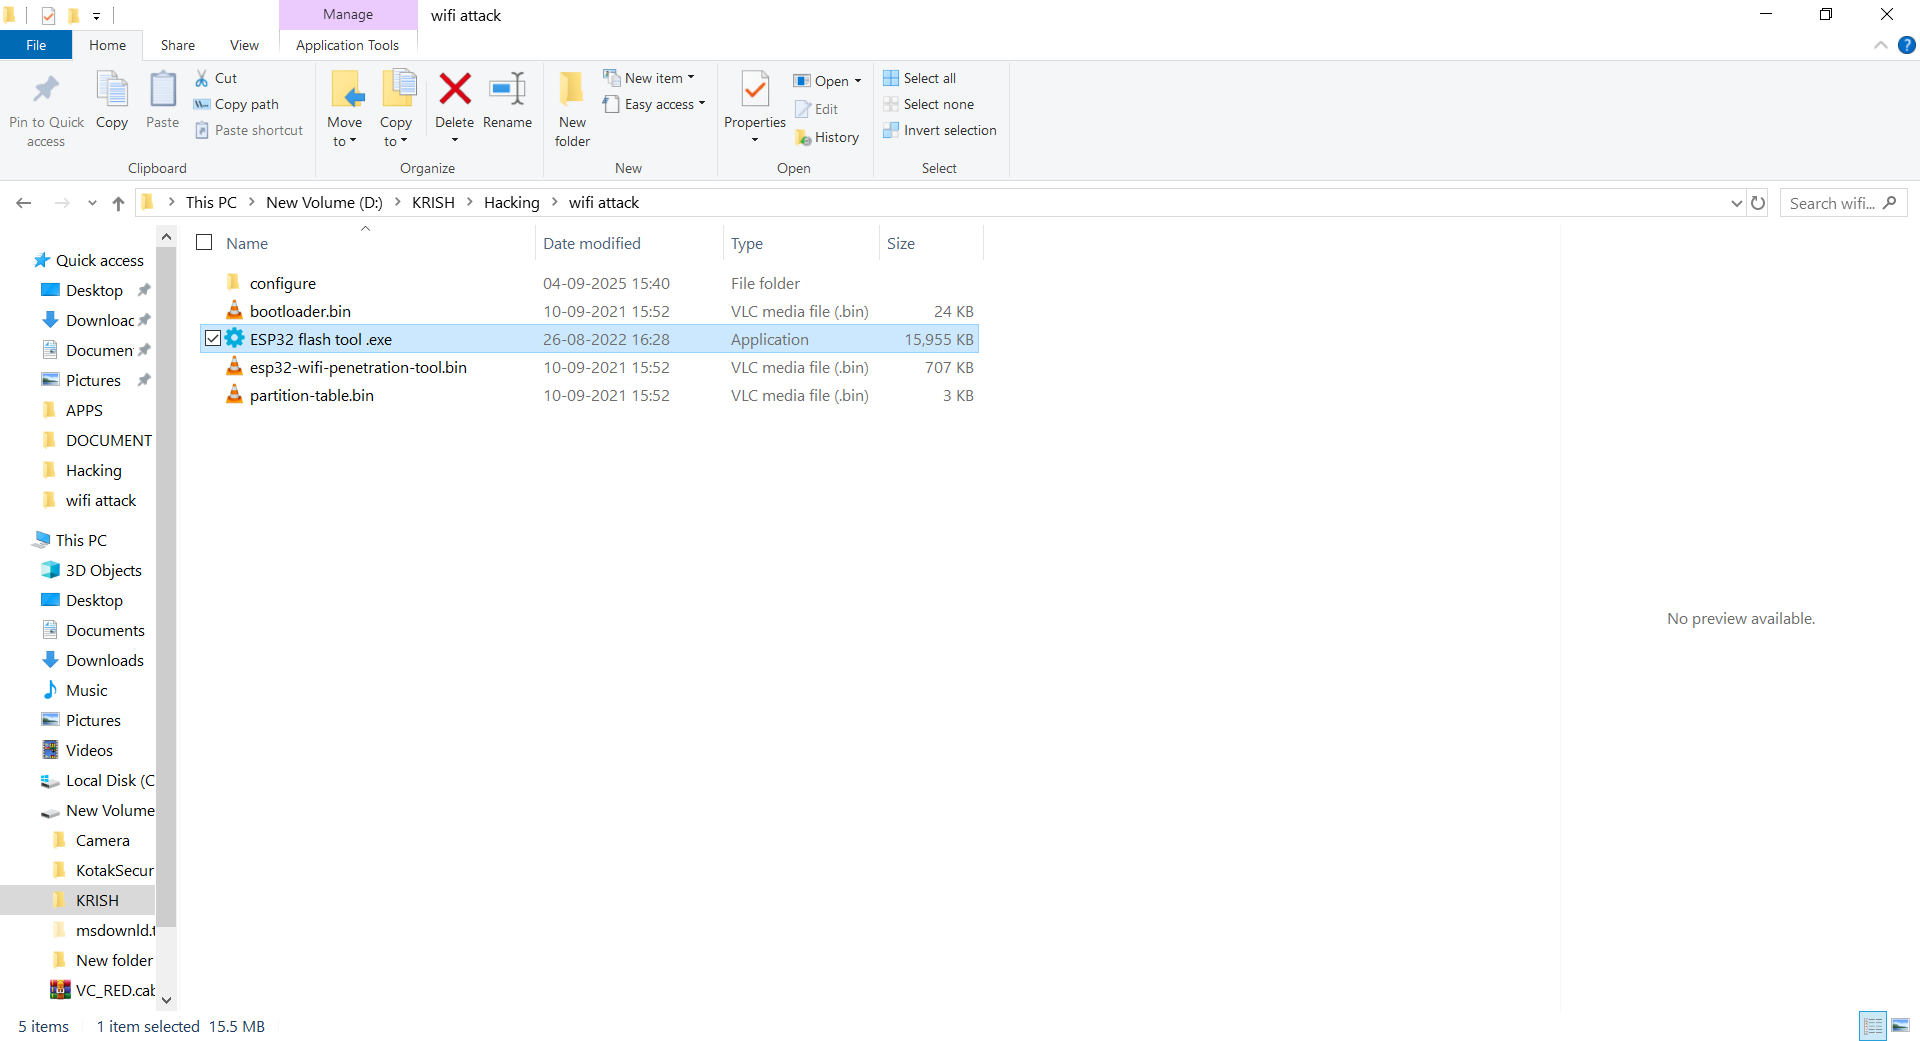 Manage
wifi attack
File
Home
Share
View
Application Tools
Pin to Quick access
Copy
Paste
Cut
Copy path
Paste shortcut
Clipboard
Move to
Copy to
Delete
Rename
Organize
New folder
New item
Easy access
New
Properties
Open
Edit
History
Open
Select all
Select none
Invert selection
Select
This PC
New Volume (D:)
KRISH
Hacking
wifi attack
Search wifi...
Name
Date modified
Type
Size
configure 04-09-2025 15:40 File folder
bootloader.bin 10-09-2021 15:52 VLC media file (.bin) 24 KB
ESP32 flash tool .exe 26-08-2022 16:28 Application 15,955 KB
esp32-wifi-penetration-tool.bin 10-09-2021 15:52 VLC media file (.bin) 707 KB
partition-table.bin 10-09-2021 15:52 VLC media file (.bin) 3 KB
Quick access
Desktop
Downloac
Documen
Pictures
APPS
DOCUMENT
Hacking
wifi attack
This PC
3D Objects
Desktop
Documents
Downloads
Music
Pictures
Videos
Local Disk (C
New Volume
Camera
KotakSecur
KRISH
msdownld.t
New folder
VC_RED.cab
No preview available.
5 items
1 item selected 15.5 MB